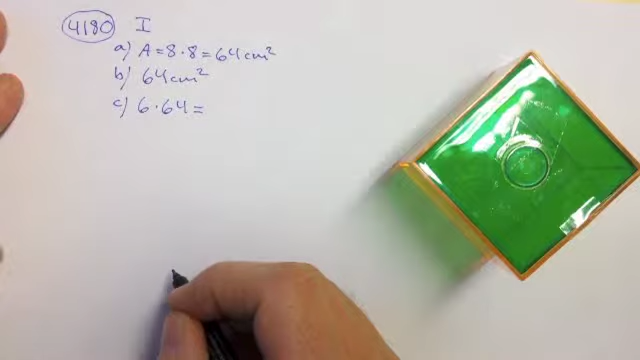 4180 I
a) A = 8 · 8 = 64 cm²
b) 64 cm²
c) 6 · 64 =